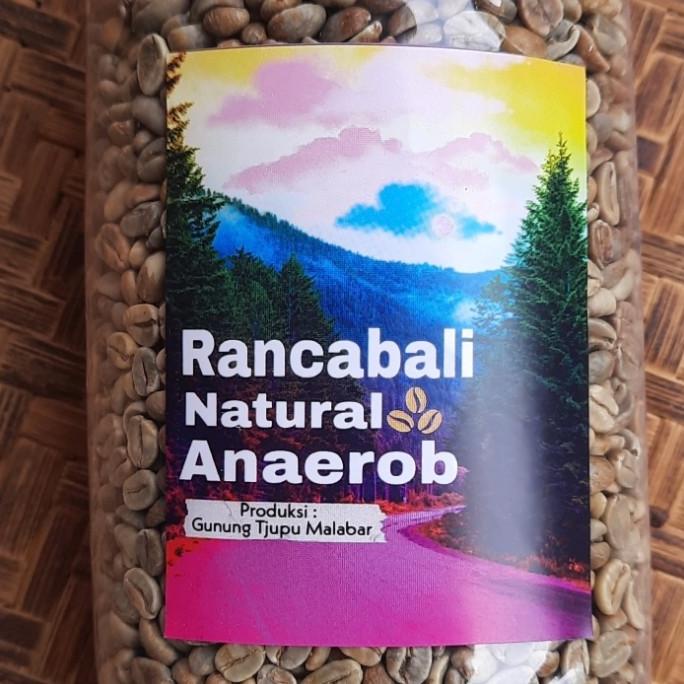 Rancabali
Natural
Anaerob
Produksi :
Gunung Tjupu Malabar